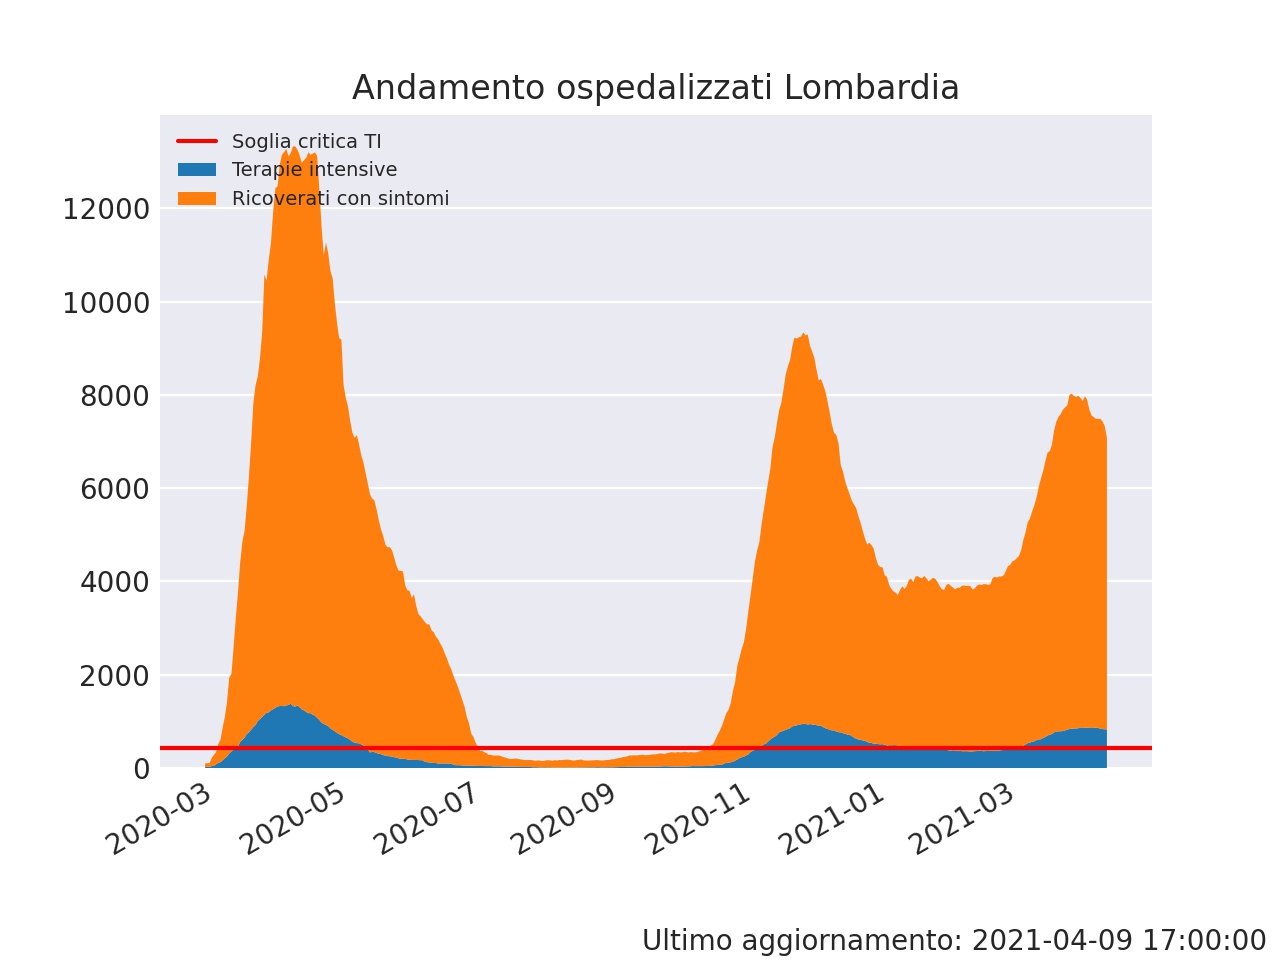 Andamento ospedalizzati Lombardia
Soglia critica TI
Terapie intensive
Ricoverati con sintomi
12000
10000
8000
6000
4000
2000
0
2020-03 2020-05 2020-07 2020-09 2020-11 2021-01 2021-03
Ultimo aggiornamento: 2021-04-09 17:00:00